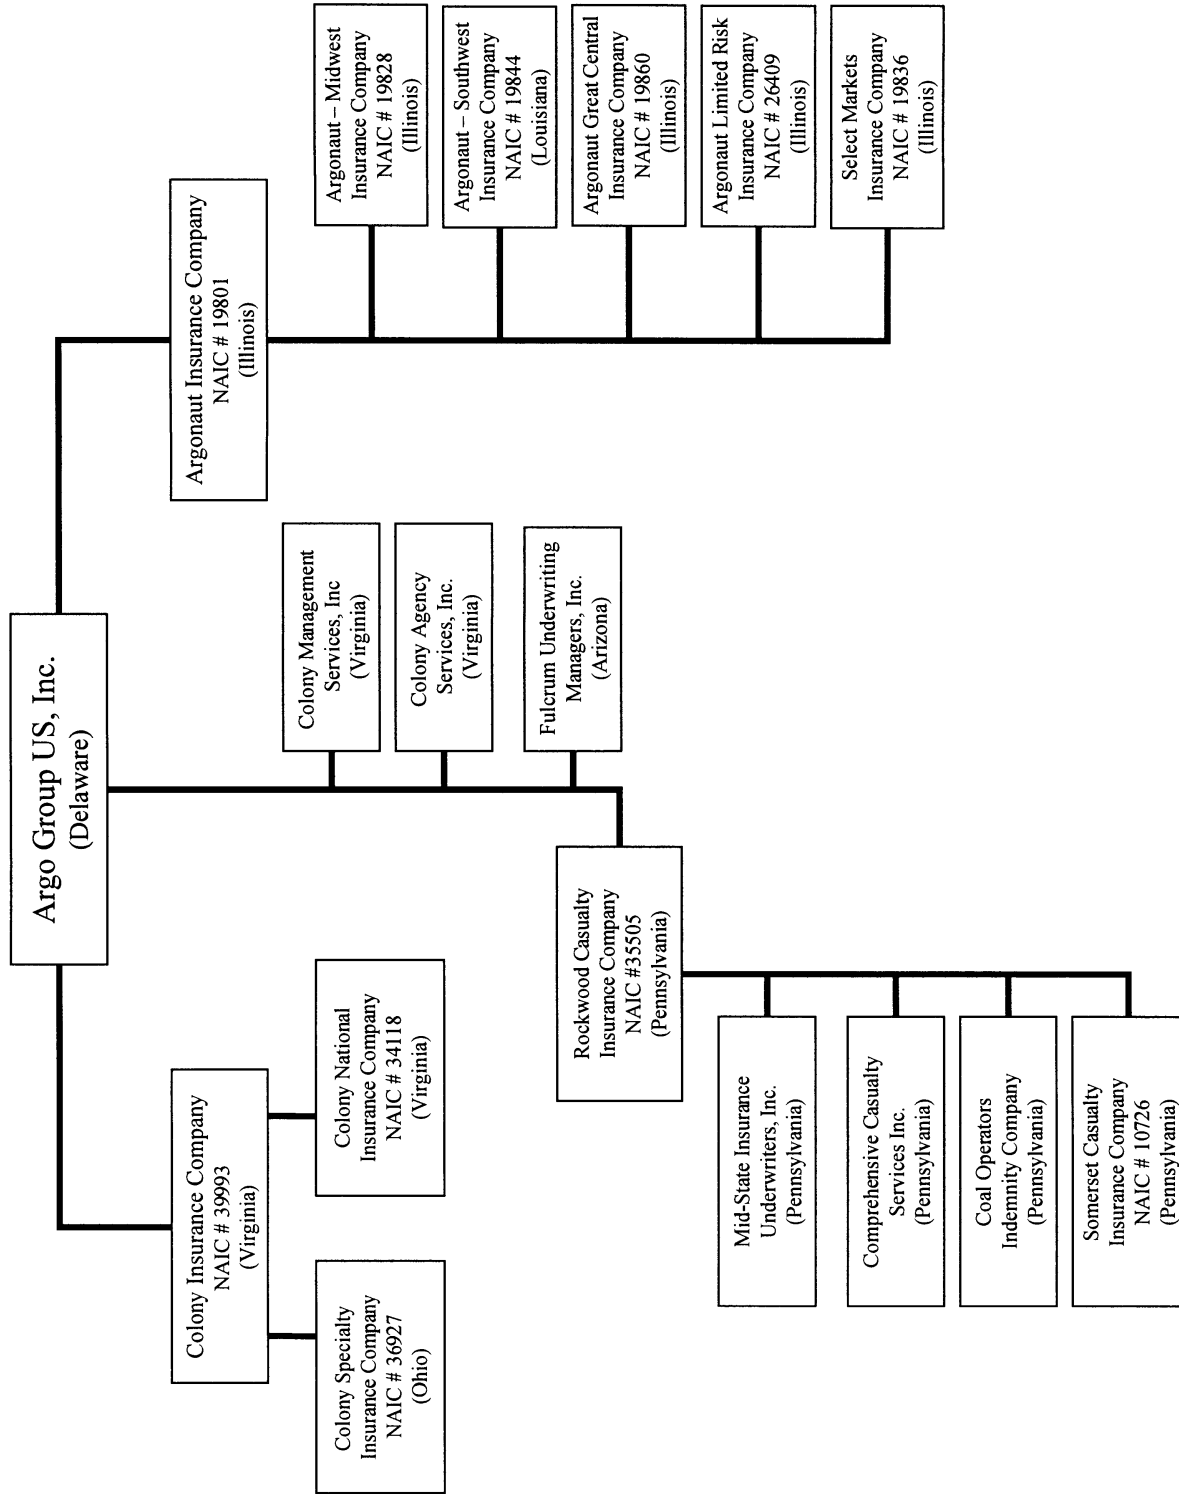 Argo Group US, Inc.
(Delaware)
Colony Insurance Company
NAIC # 39993
(Virginia)
Colony Specialty
Insurance Company
NAIC # 36927
(Ohio)
Colony National
Insurance Company
NAIC # 34118
(Virginia)
Colony Management
Services, Inc
(Virginia)
Colony Agency
Services, Inc.
(Virginia)
Fulcrum Underwriting
Managers, Inc.
(Arizona)
Rockwood Casualty
Insurance Company
NAIC #35505
(Pennsylvania)
Mid-State Insurance
Underwriters, Inc.
(Pennsylvania)
Comprehensive Casualty
Services Inc.
(Pennsylvania)
Coal Operators
Indemnity Company
(Pennsylvania)
Somerset Casualty
Insurance Company
NAIC # 10726
(Pennsylvania)
Argonaut Insurance Company
NAIC # 19801
(Illinois)
Argonaut – Midwest
Insurance Company
NAIC # 19828
(Illinois)
Argonaut – Southwest
Insurance Company
NAIC # 19844
(Louisiana)
Argonaut Great Central
Insurance Company
NAIC # 19860
(Illinois)
Argonaut Limited Risk
Insurance Company
NAIC # 26409
(Illinois)
Select Markets
Insurance Company
NAIC # 19836
(Illinois)